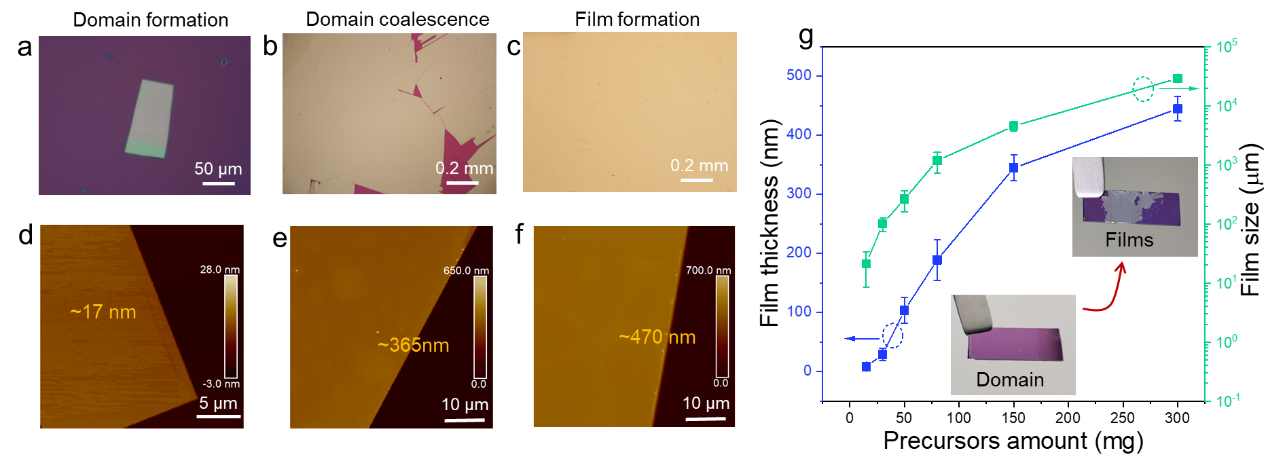 Domain formation
Domain coalescence
Film formation
a
50 µm
b
0.2 mm
c
0.2 mm
d
~17 nm
28.0 nm
-3.0 nm
5 µm
e
~365nm
650.0 nm
0.0
10 µm
f
~470 nm
700.0 nm
0.0
10 µm
g
Film thickness (nm)
500
400
300
200
100
0
10^5
10^4
10^3
10^2
10^1
10^0
10^-1
Film size (µm)
Films
Domain
0 50 100 150 200 250 300
Precursors amount (mg)